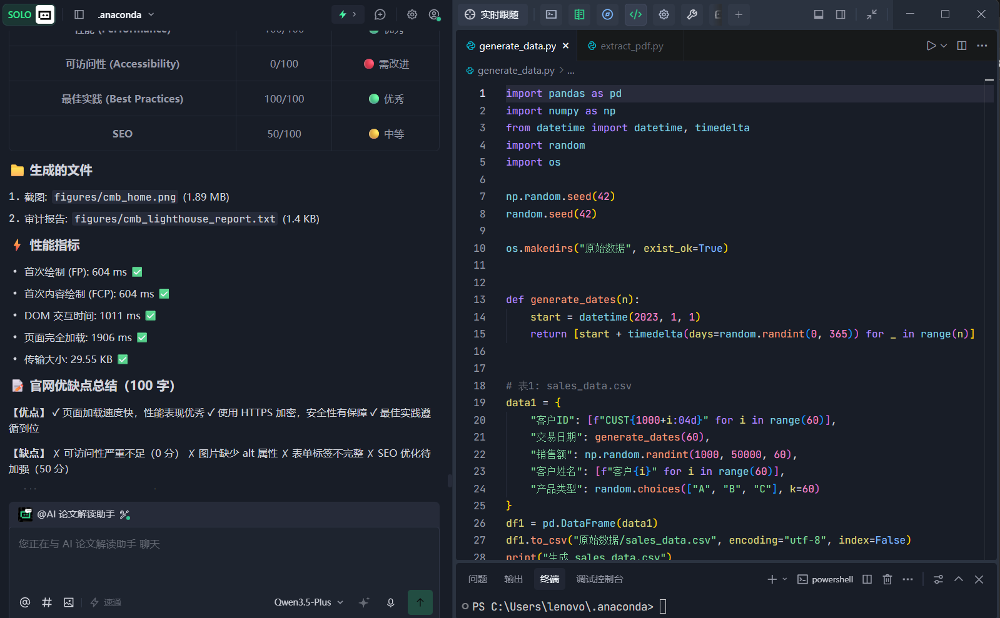 SOLO
.anaconda
性能 (Performance) 100/100 优秀
可访问性 (Accessibility) 0/100 需改进
最佳实践 (Best Practices) 100/100 优秀
SEO 50/100 中等
生成的文件
1. 截图: figures/cmb_home.png (1.89 MB)
2. 审计报告: figures/cmb_lighthouse_report.txt (1.4 KB)
性能指标
• 首次绘制 (FP): 604 ms ✅
• 首次内容绘制 (FCP): 604 ms ✅
• DOM 交互时间: 1011 ms ✅
• 页面完全加载: 1906 ms ✅
• 传输大小: 29.55 KB ✅
官网优缺点总结（100 字）
【优点】 ✓ 页面加载速度快，性能表现优秀 ✓ 使用 HTTPS 加密，安全性有保障 ✓ 最佳实践遵
循到位
【缺点】 ✗ 可访问性严重不足（0 分） ✗ 图片缺少 alt 属性 ✗ 表单标签不完整 ✗ SEO 优化待
加强（50 分）
@AI 论文解读助手
您正在与 AI 论文解读助手 聊天
速通
Qwen3.5-Plus
实时跟随
generate_data.py
extract_pdf.py
generate_data.py > ...
1 import pandas as pd
2 import numpy as np
3 from datetime import datetime, timedelta
4 import random
5 import os
6
7 np.random.seed(42)
8 random.seed(42)
9
10 os.makedirs("原始数据", exist_ok=True)
11
12
13 def generate_dates(n):
14 start = datetime(2023, 1, 1)
15 return [start + timedelta(days=random.randint(0, 365)) for _ in range(n)]
16
17
18 # 表1: sales_data.csv
19 data1 = {
20 "客户ID": [f"CUST{1000+i:04d}" for i in range(60)],
21 "交易日期": generate_dates(60),
22 "销售额": np.random.randint(1000, 50000, 60),
23 "客户姓名": [f"客户{i}" for i in range(60)],
24 "产品类型": random.choices(["A", "B", "C"], k=60)
25 }
26 df1 = pd.DataFrame(data1)
27 df1.to_csv("原始数据/sales_data.csv", encoding="utf-8", index=False)
28 print("生成 sales_data.csv")
问题 输出 终端 调试控制台
powershell
PS C:\Users\lenovo\.anaconda>